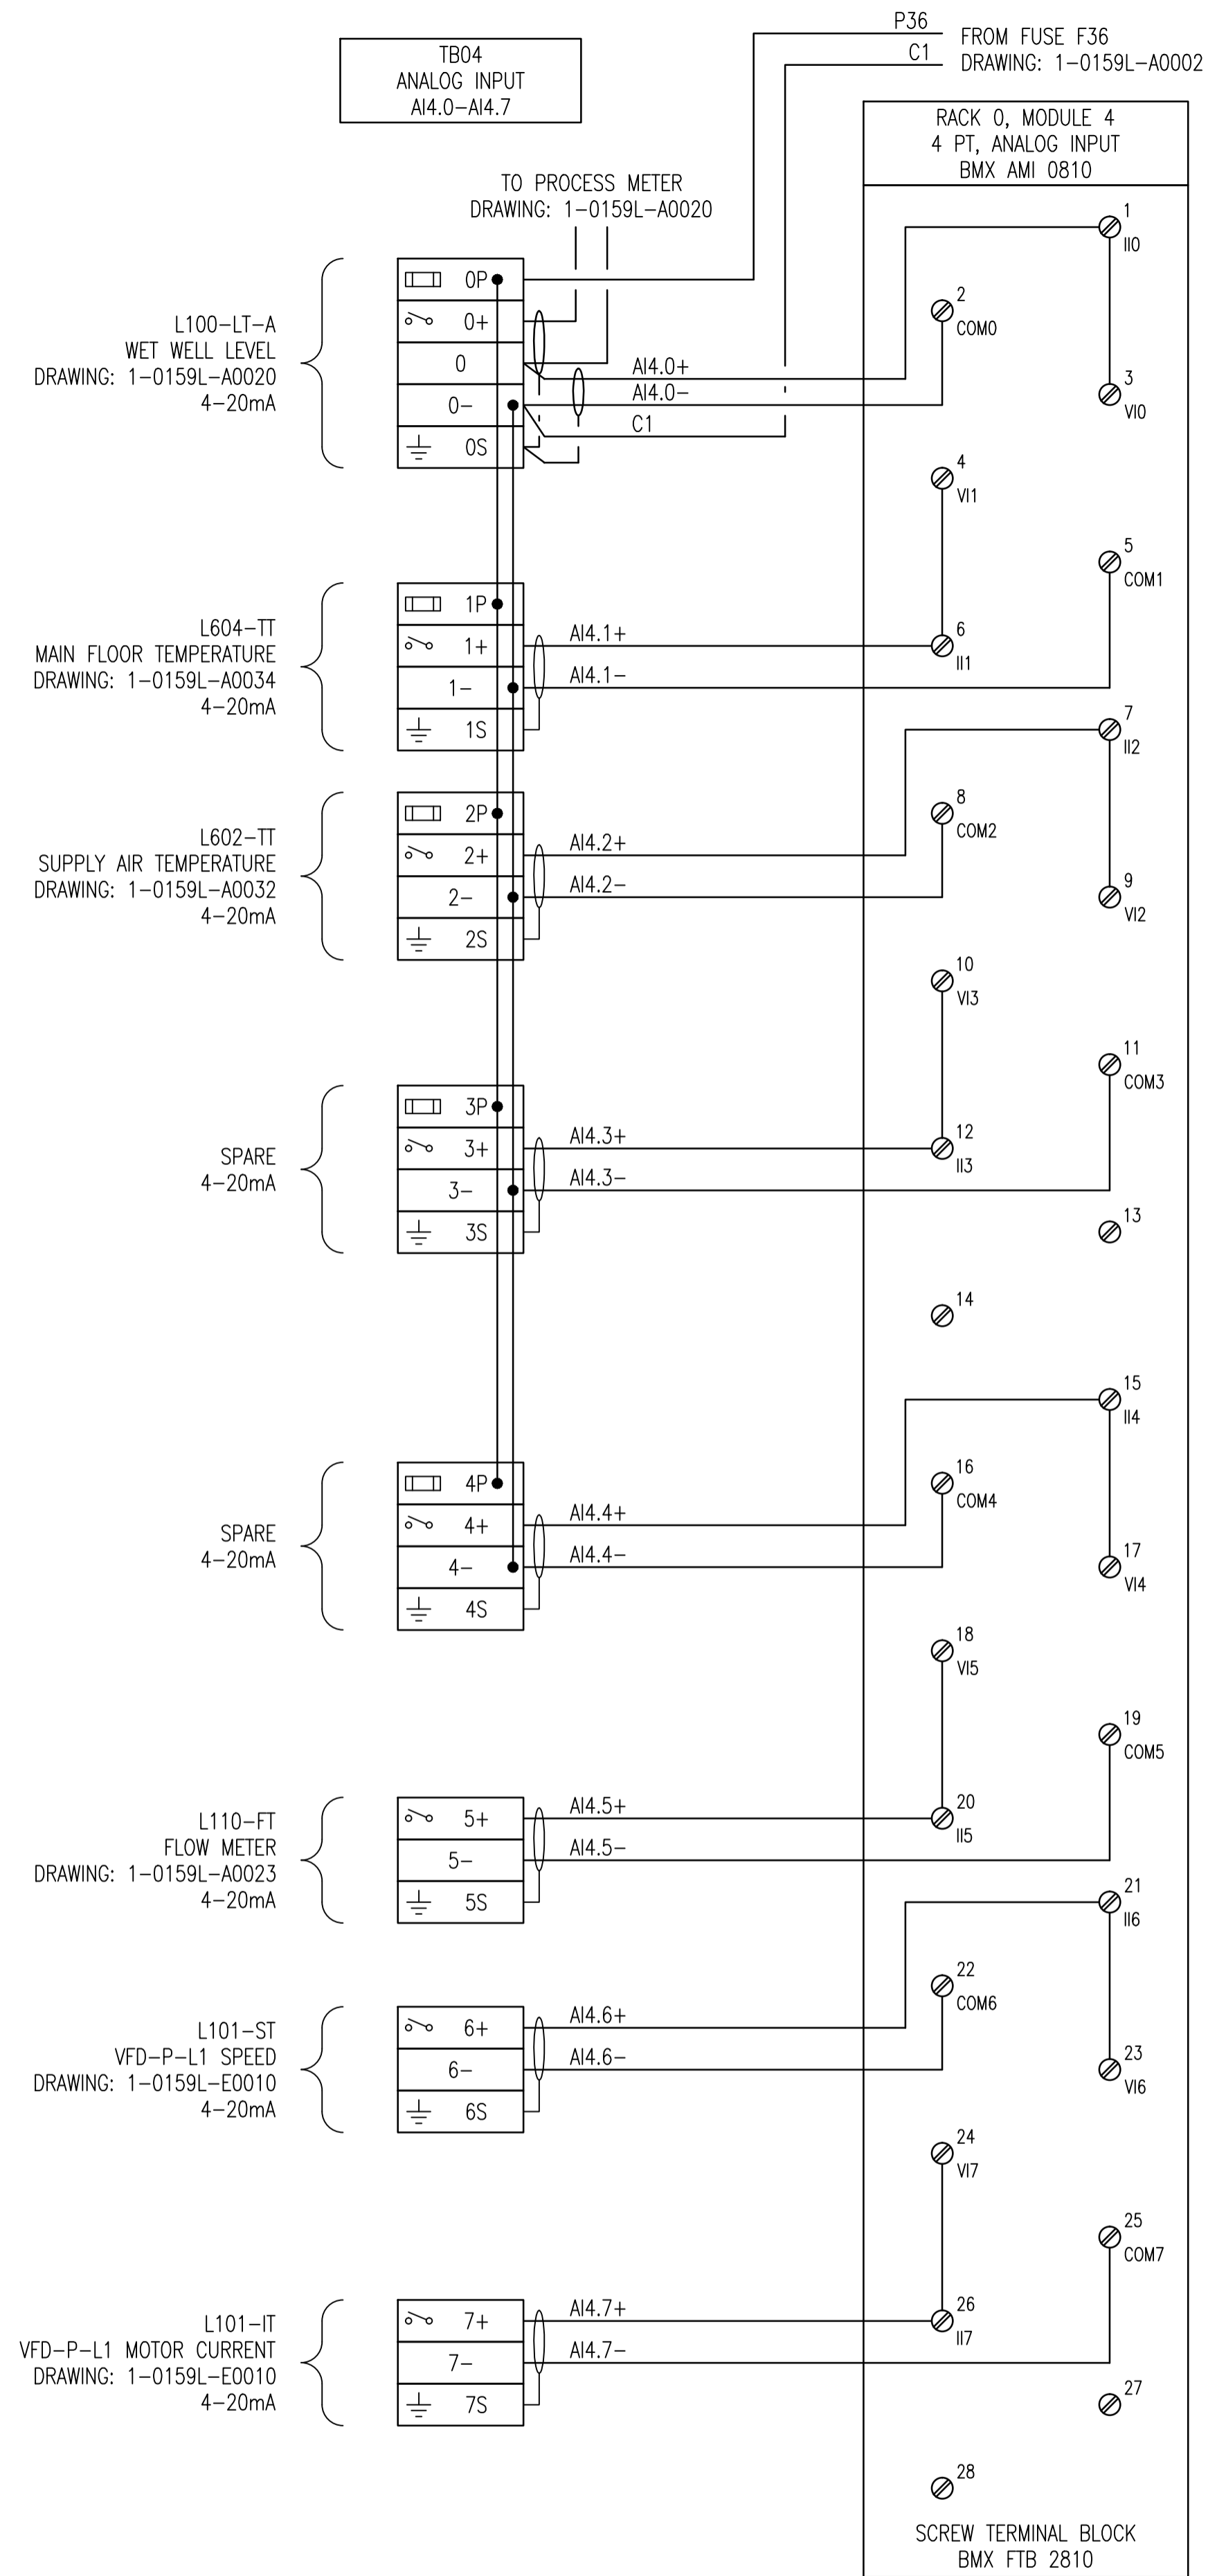 P36
C1
FROM FUSE F36
DRAWING: 1-0159L-A0002
TB04
ANALOG INPUT
AI4.0-AI4.7
RACK 0, MODULE 4
4 PT, ANALOG INPUT
BMX AMI 0810
TO PROCESS METER
DRAWING: 1-0159L-A0020
L100-LT-A
WET WELL LEVEL
DRAWING: 1-0159L-A0020
4-20mA
0P
0+
0
0-
0S
AI4.0+
AI4.0-
C1
1
II0
2
COM0
3
VI0
4
VI1
5
COM1
L604-TT
MAIN FLOOR TEMPERATURE
DRAWING: 1-0159L-A0034
4-20mA
1P
1+
1-
1S
AI4.1+
AI4.1-
6
II1
7
II2
L602-TT
SUPPLY AIR TEMPERATURE
DRAWING: 1-0159L-A0032
4-20mA
2P
2+
2-
2S
AI4.2+
AI4.2-
8
COM2
9
VI2
10
VI3
11
COM3
SPARE
4-20mA
3P
3+
3-
3S
AI4.3+
AI4.3-
12
II3
13
14
15
II4
SPARE
4-20mA
4P
4+
4-
4S
AI4.4+
AI4.4-
16
COM4
17
VI4
18
VI5
19
COM5
L110-FT
FLOW METER
DRAWING: 1-0159L-A0023
4-20mA
5+
5-
5S
AI4.5+
AI4.5-
20
II5
21
II6
L101-ST
VFD-P-L1 SPEED
DRAWING: 1-0159L-E0010
4-20mA
6+
6-
6S
AI4.6+
AI4.6-
22
COM6
23
VI6
24
VI7
25
COM7
L101-IT
VFD-P-L1 MOTOR CURRENT
DRAWING: 1-0159L-E0010
4-20mA
7+
7-
7S
AI4.7+
AI4.7-
26
II7
27
28
SCREW TERMINAL BLOCK
BMX FTB 2810